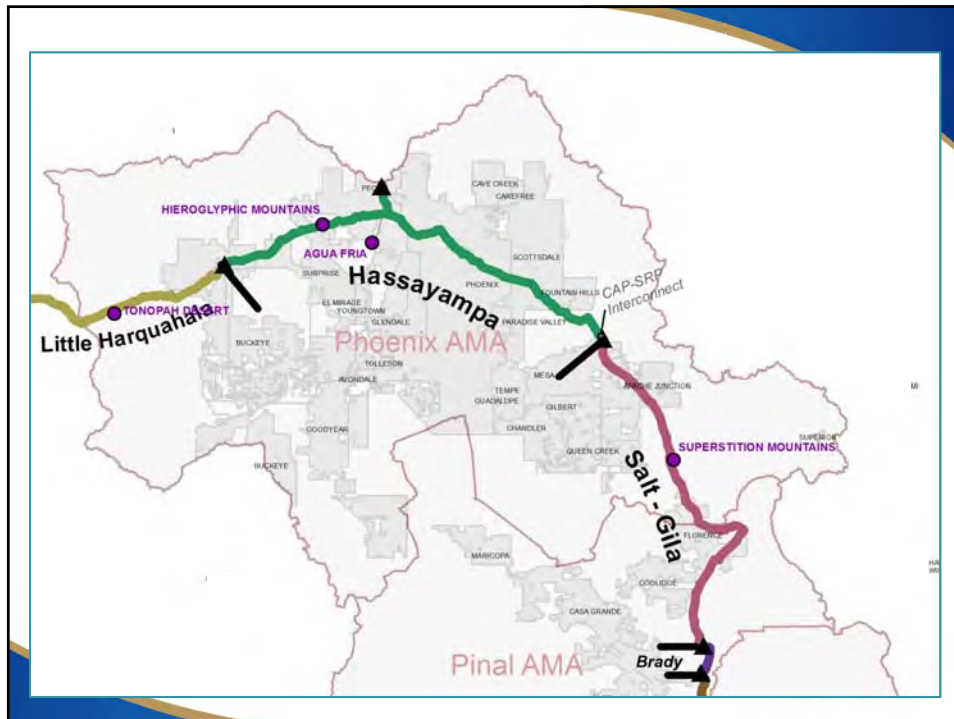 PEO
CAVE CREEK
CAREFREE
HIEROGLYPHIC MOUNTAINS
AGUA FRIA
SCOTTSDALE
SURPRISE
Hassayampa
PHOENIX
FOUNTAIN HILLS
CAP-SRP
Interconnect
TONOPAH DESERT
EL MIRAGE
YOUNGTOWN
GLENDALE
PARADISE VALLEY
Little Harquahala
BUCKEYE
Phoenix AMA
TOLLESON
AVONDALE
MESA
APACHE JUNCTION
TEMPE
GUADALUPE
GILBERT
CHANDLER
GOODYEAR
SUPERIOR
SUPERSTITION MOUNTAINS
QUEEN CREEK
BUCKEYE
Salt - Gila
FLORENCE
MARICOPA
COOLIDGE
CASA GRANDE
Pinal AMA
Brady